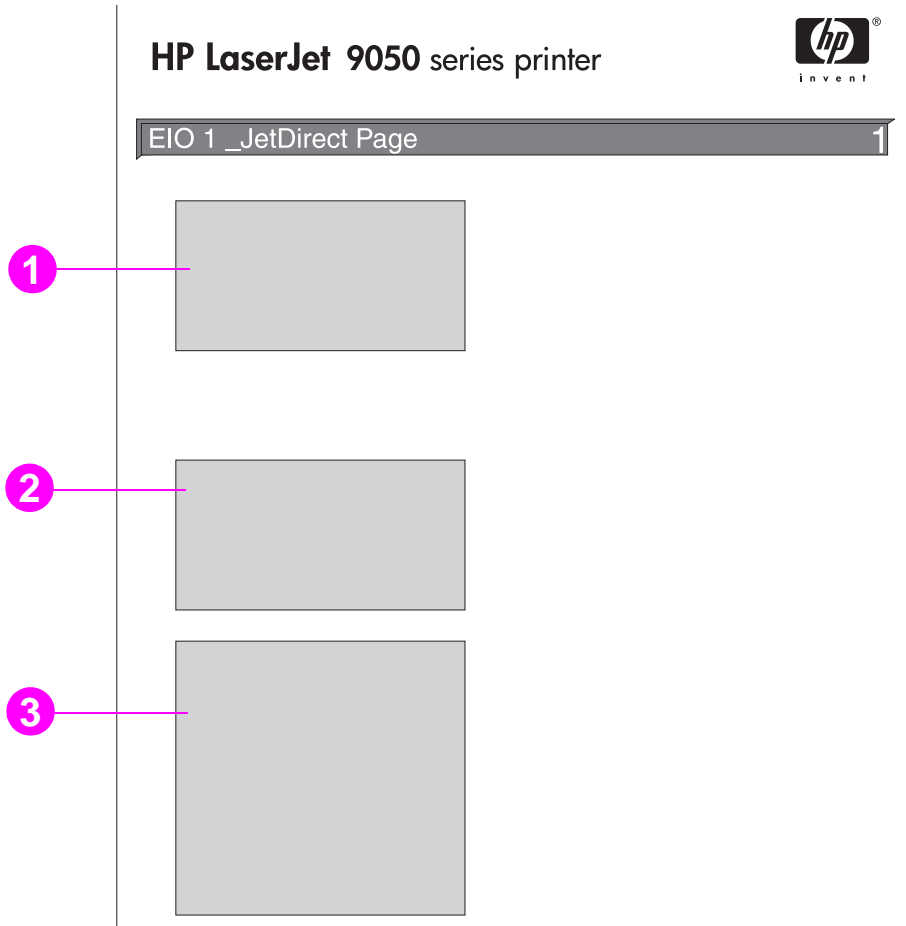 HP LaserJet 9050 series printer
hp ®
invent
EIO 1 _JetDirect Page 1
1
2
3